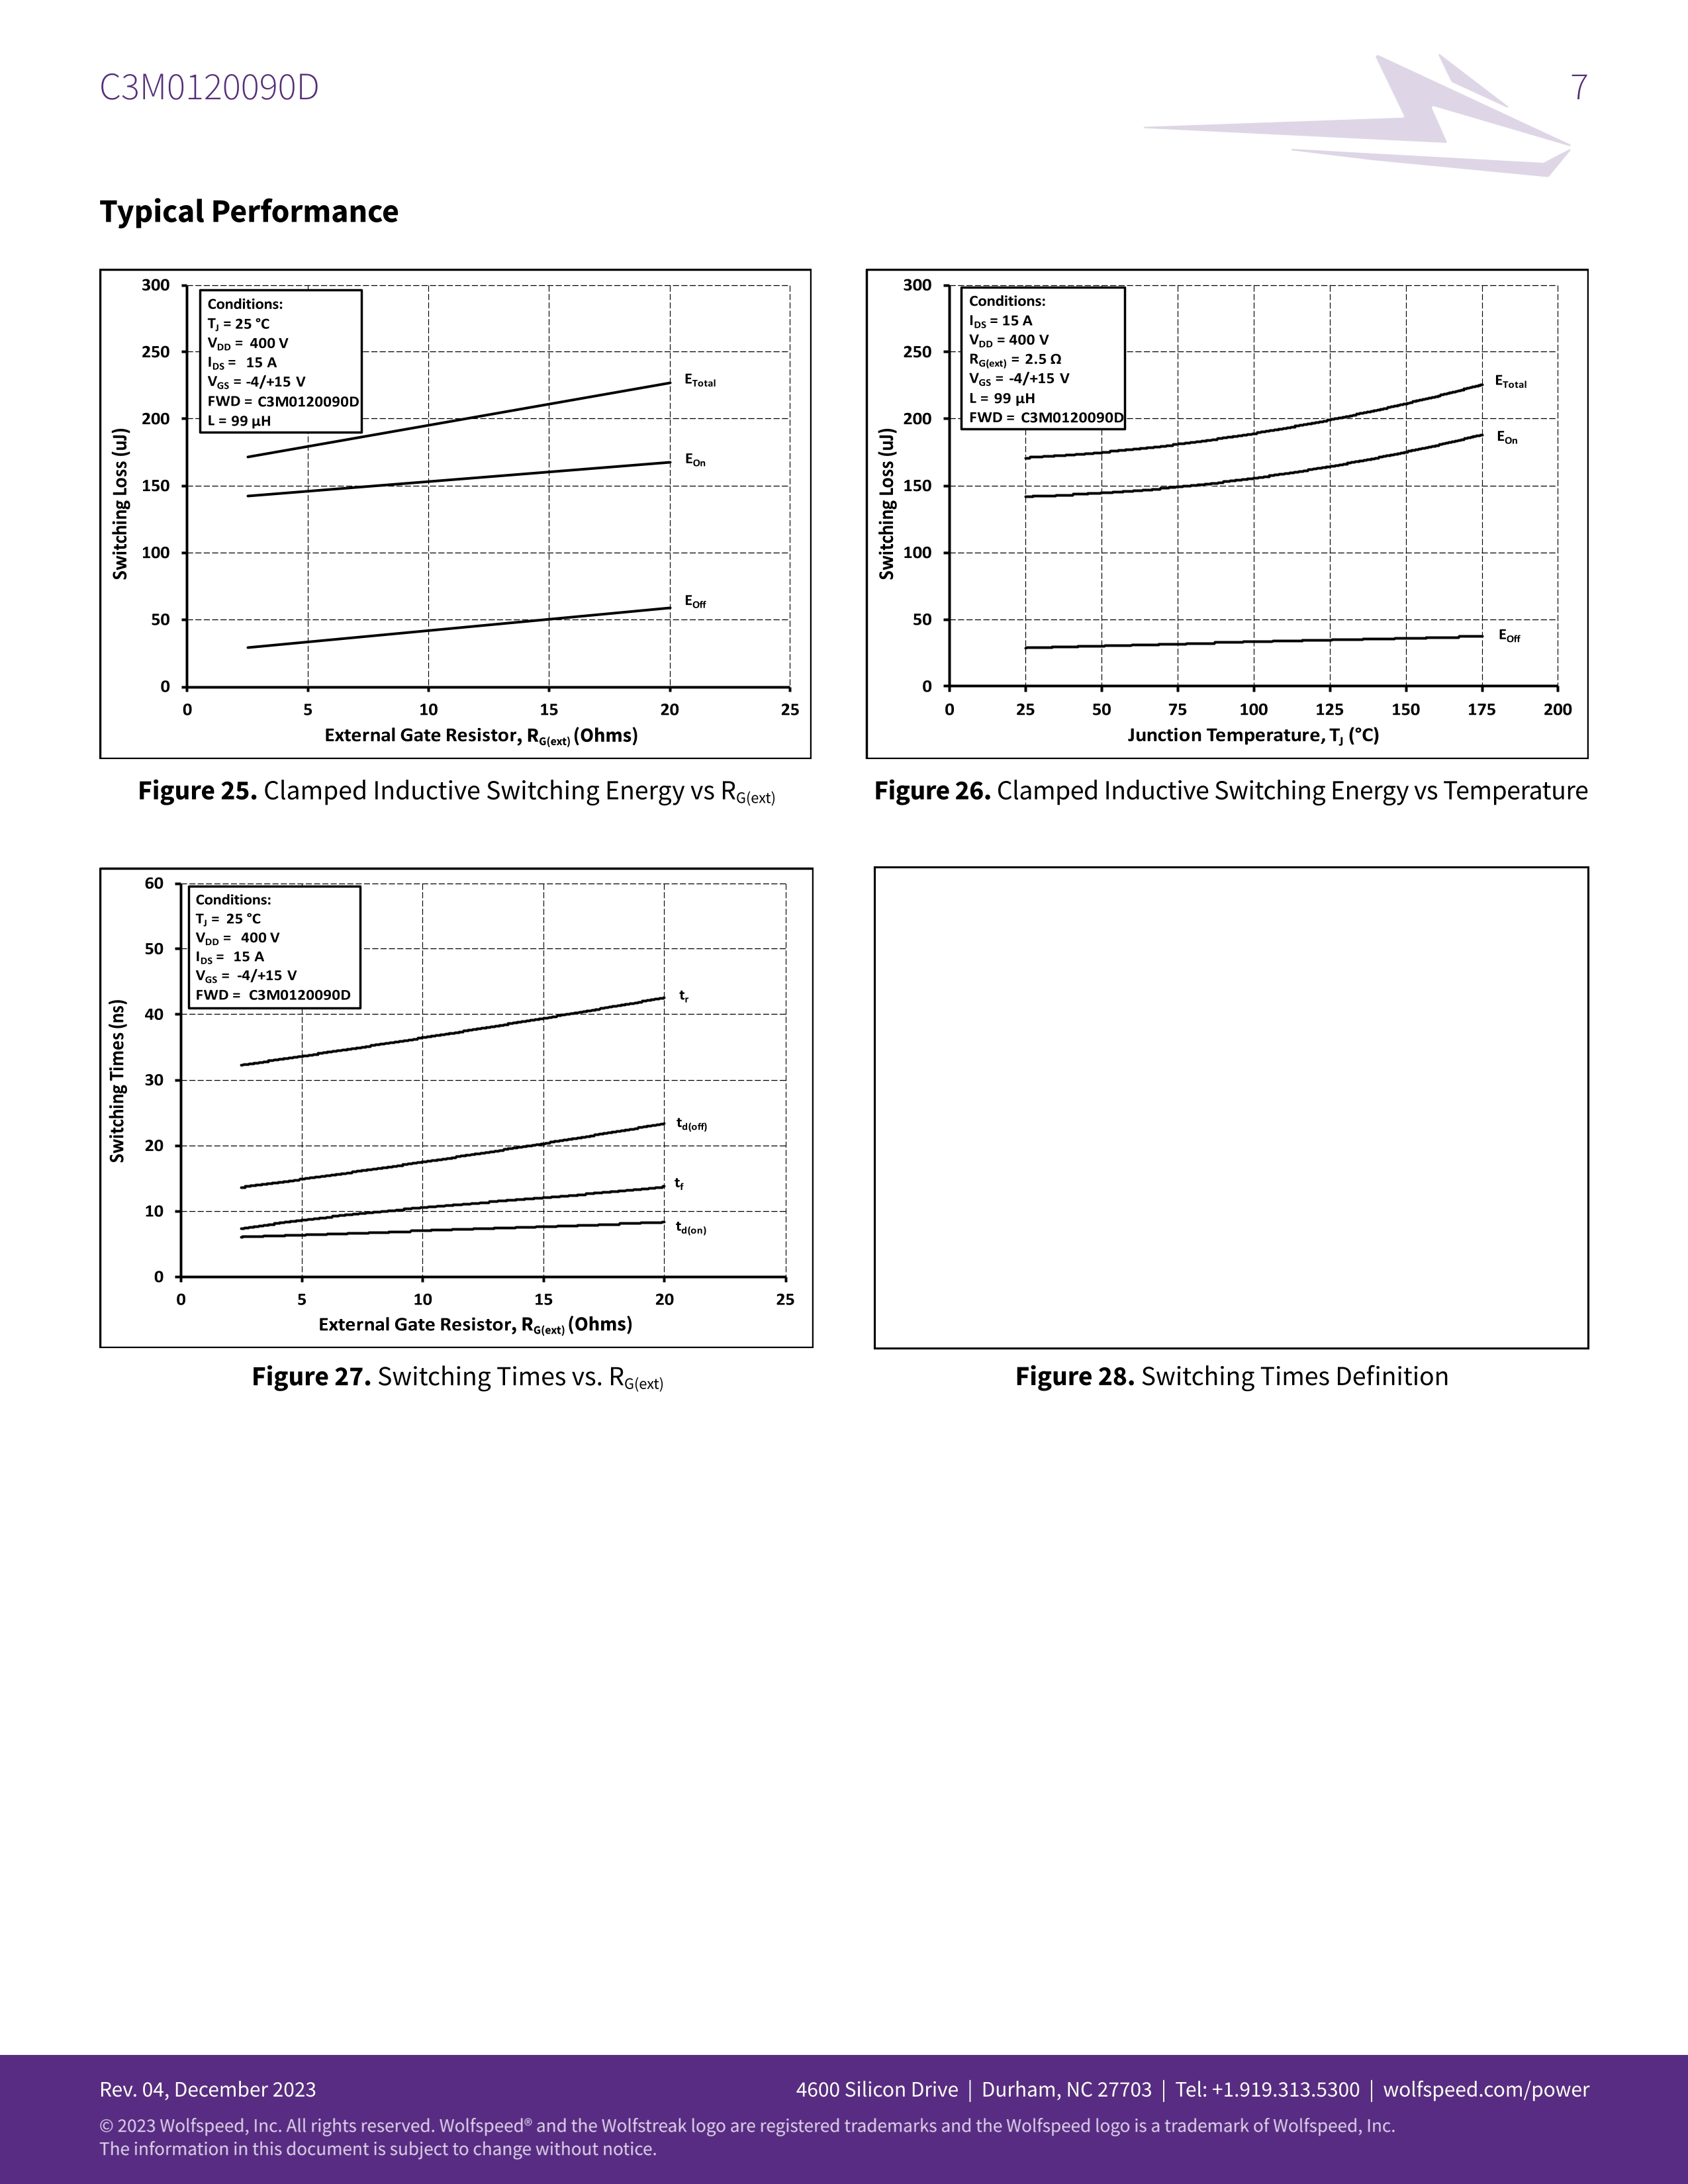 C3M0120090D
7
Typical Performance
300
250
200
150
100
50
0
0 5 10 15 20 25
Switching Loss (uJ)
External Gate Resistor, RG(ext) (Ohms)
Conditions:
TJ = 25 °C
VDD = 400 V
IDS = 15 A
VGS = -4/+15 V
FWD = C3M0120090D
L = 99 μH
ETotal
EOn
EOff
Figure 25. Clamped Inductive Switching Energy vs RG(ext)
300
250
200
150
100
50
0
0 25 50 75 100 125 150 175 200
Switching Loss (uJ)
Junction Temperature, TJ (°C)
Conditions:
IDS = 15 A
VDD = 400 V
RG(ext) = 2.5 Ω
VGS = -4/+15 V
L = 99 μH
FWD = C3M0120090D
ETotal
EOn
EOff
Figure 26. Clamped Inductive Switching Energy vs Temperature
60
50
40
30
20
10
0
0 5 10 15 20 25
Switching Times (ns)
External Gate Resistor, RG(ext) (Ohms)
Conditions:
TJ = 25 °C
VDD = 400 V
IDS = 15 A
VGS = -4/+15 V
FWD = C3M0120090D
tr
td(off)
tf
td(on)
Figure 27. Switching Times vs. RG(ext)
Figure 28. Switching Times Definition
Rev. 04, December 2023
4600 Silicon Drive | Durham, NC 27703 | Tel: +1.919.313.5300 | wolfspeed.com/power
© 2023 Wolfspeed, Inc. All rights reserved. Wolfspeed® and the Wolfstreak logo are registered trademarks and the Wolfspeed logo is a trademark of Wolfspeed, Inc.
The information in this document is subject to change without notice.